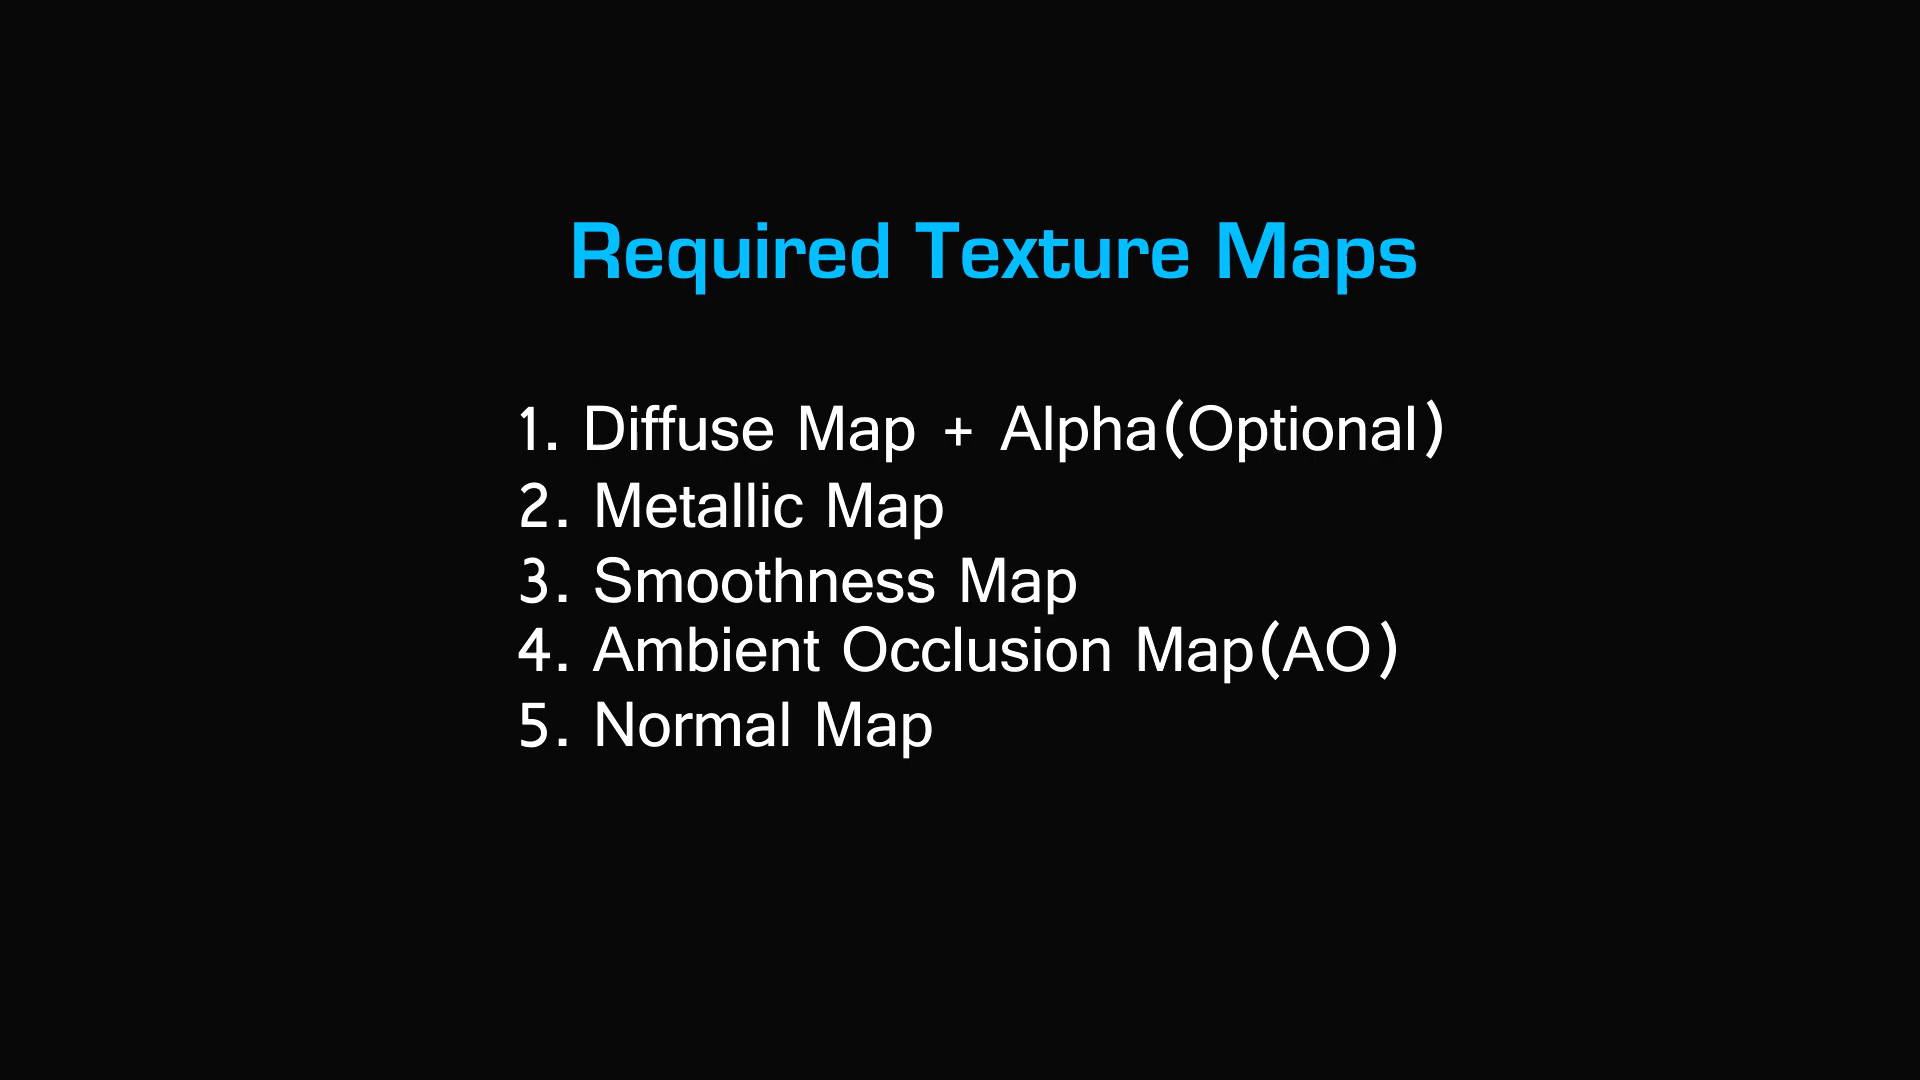 Required Texture Maps
1. Diffuse Map + Alpha(Optional)
2. Metallic Map
3. Smoothness Map
4. Ambient Occlusion Map(AO)
5. Normal Map